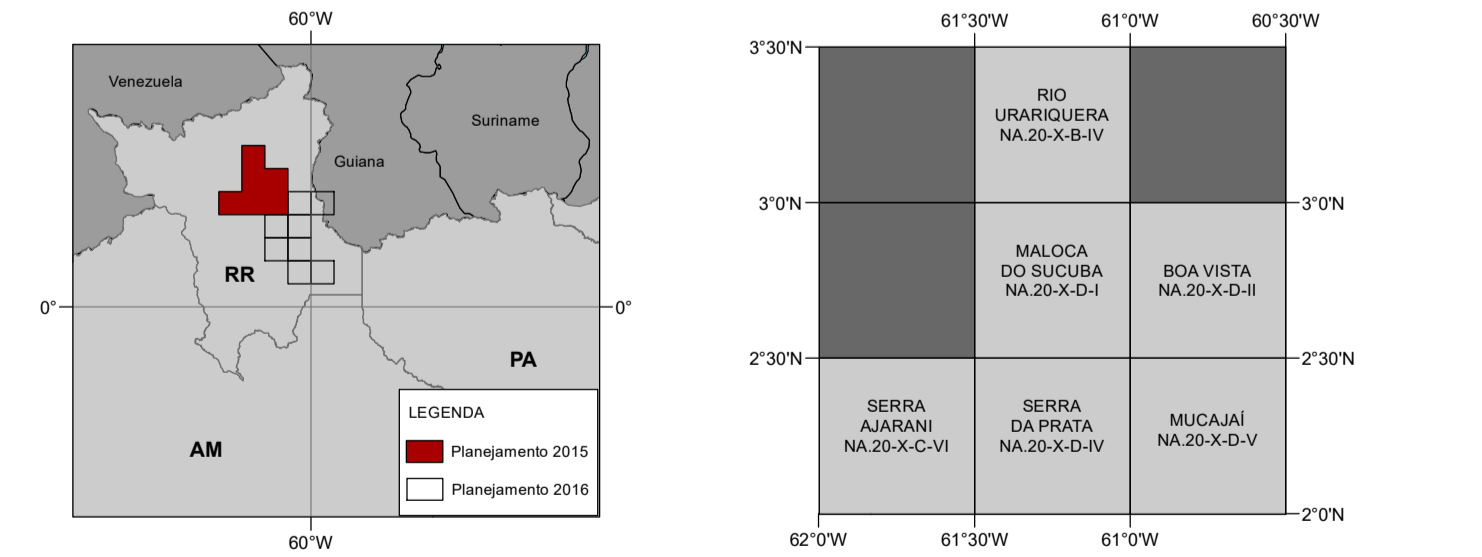 60°W
Venezuela
Suriname
Guiana
RR
0°
0°
PA
AM
LEGENDA
Planejamento 2015
Planejamento 2016
60°W
61°30'W
61°0'W
60°30'W
3°30'N
RIO
URARIQUERA
NA.20-X-B-IV
3°0'N
3°0'N
MALOCA
DO SUCUBA
NA.20-X-D-I
BOA VISTA
NA.20-X-D-II
2°30'N
2°30'N
SERRA
AJARANI
NA.20-X-C-VI
SERRA
DA PRATA
NA.20-X-D-IV
MUCAJAÍ
NA.20-X-D-V
2°0'N
62°0'W
61°30'W
61°0'W